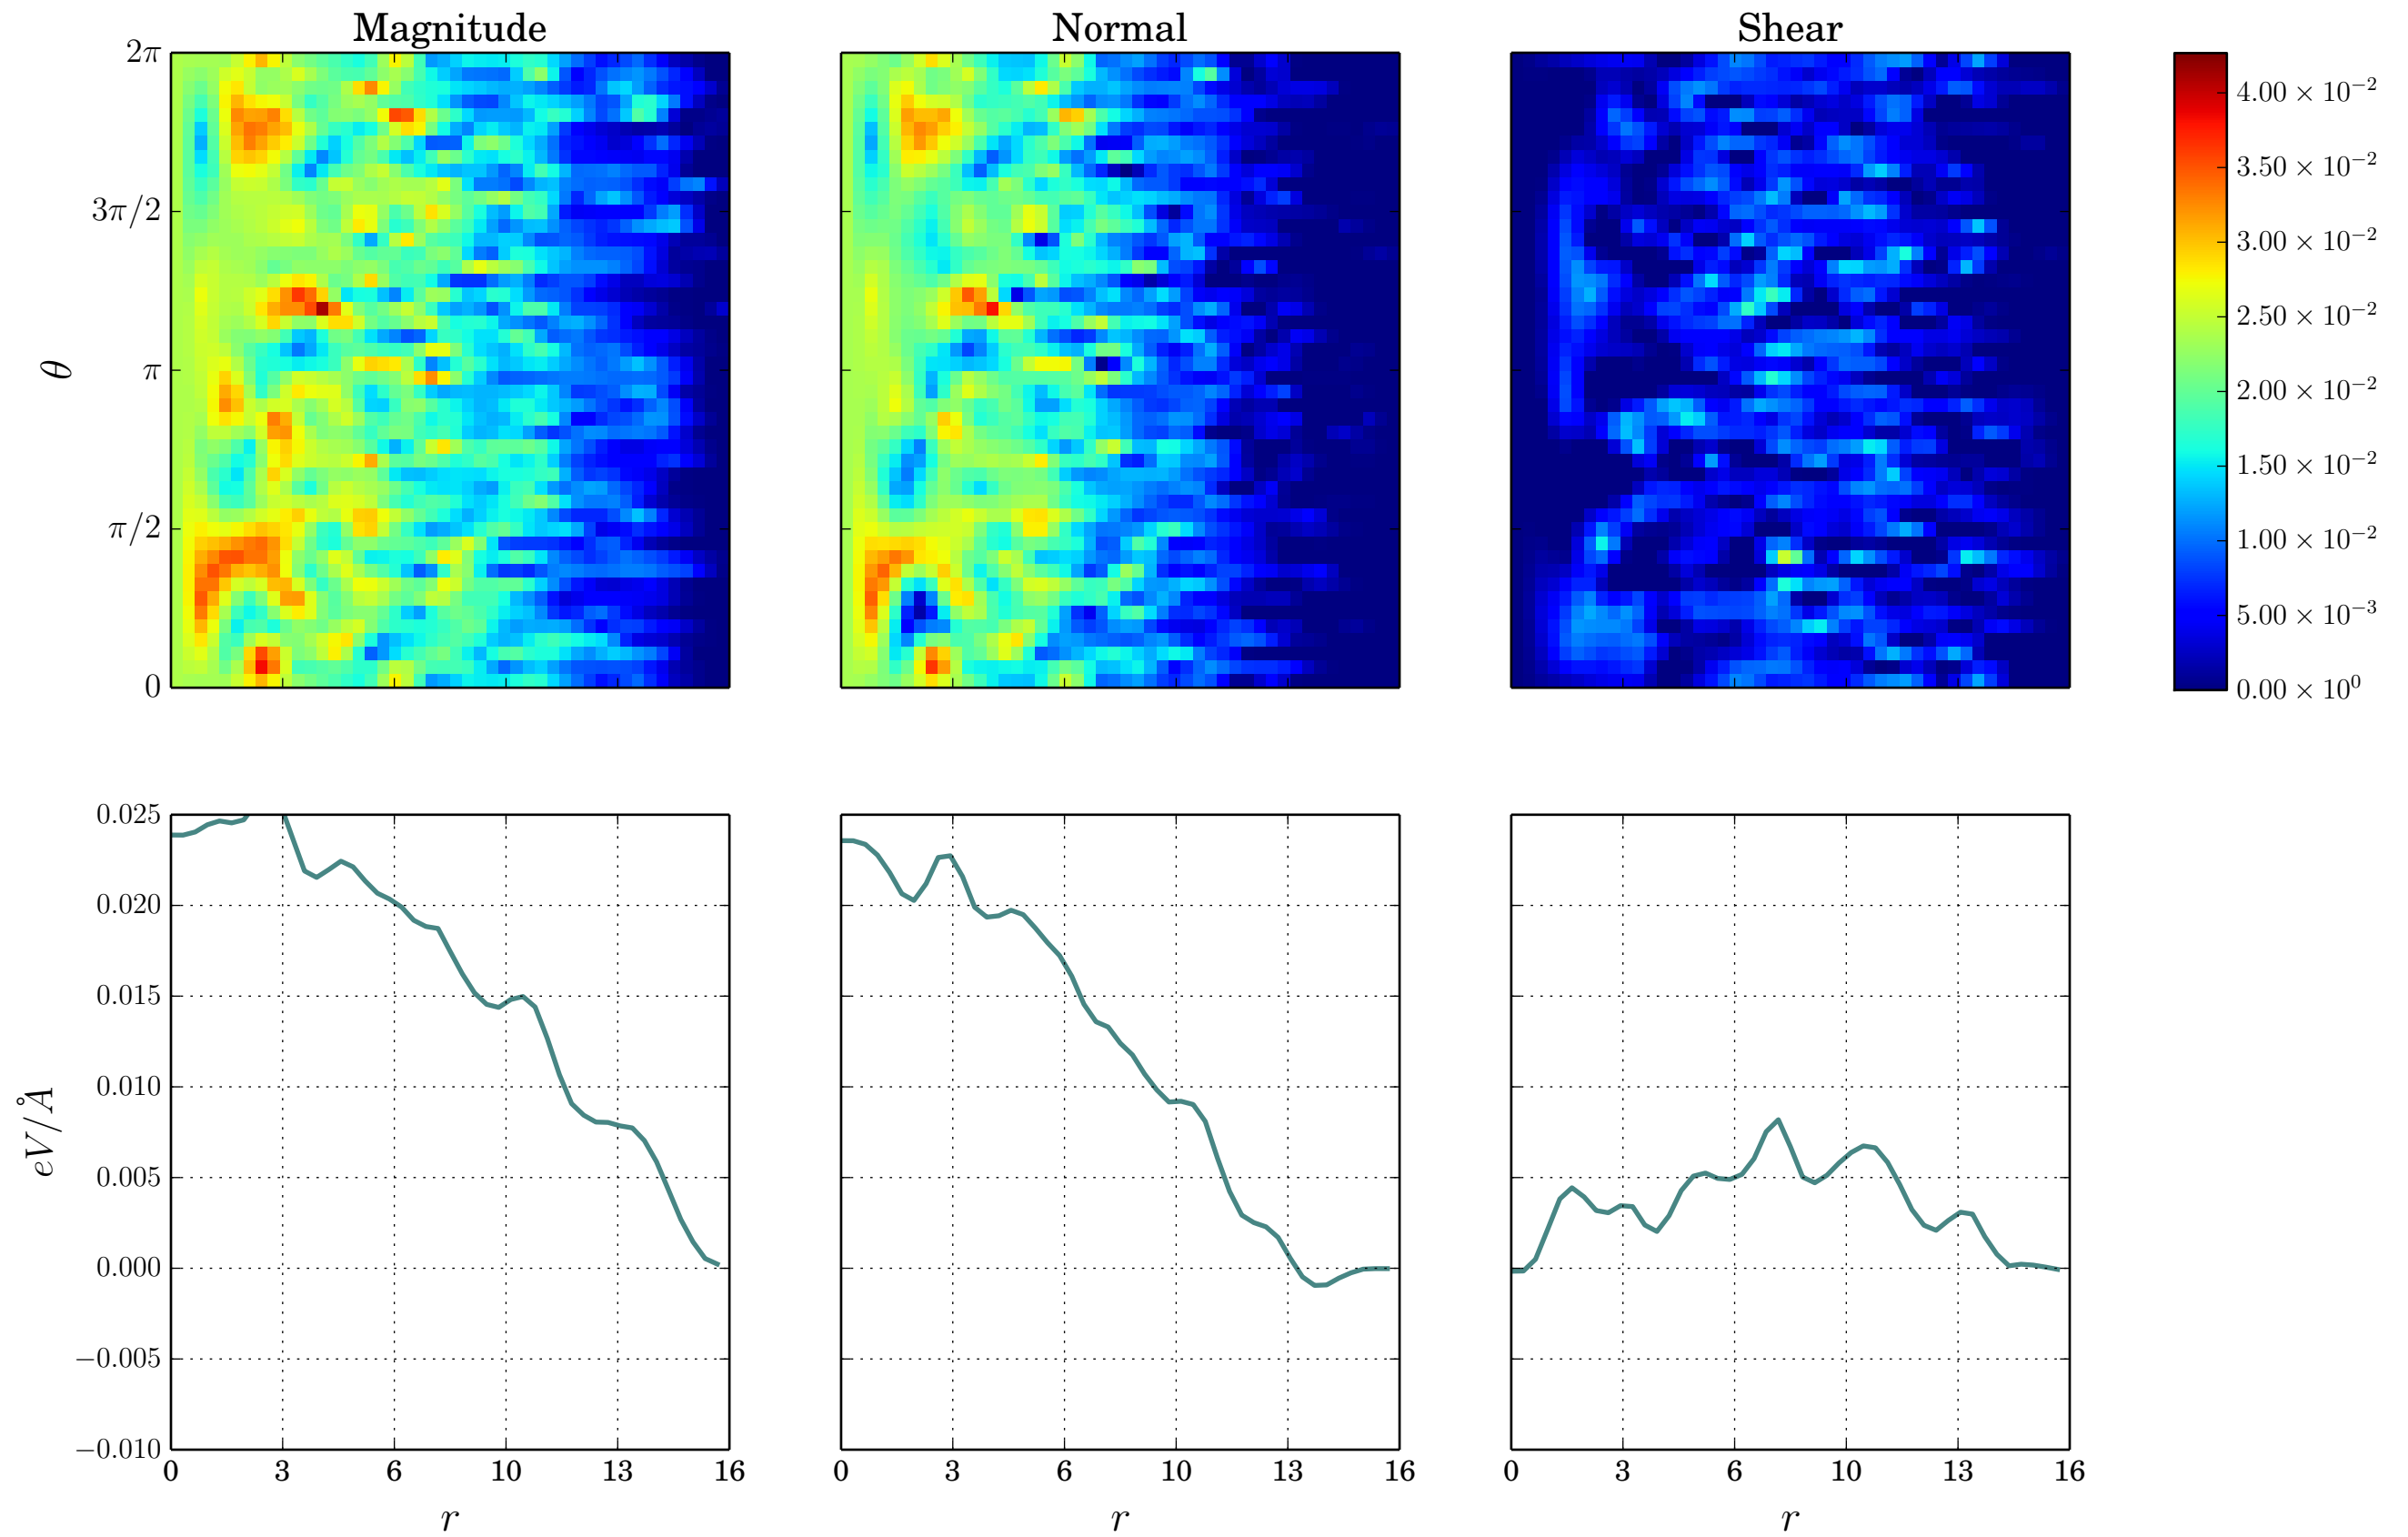 Magnitude Normal Shear
2π
3π/2
π
π/2
0
θ
4.00 × 10⁻²
3.50 × 10⁻²
3.00 × 10⁻²
2.50 × 10⁻²
2.00 × 10⁻²
1.50 × 10⁻²
1.00 × 10⁻²
5.00 × 10⁻³
0.00 × 10⁰
0.025
0.020
0.015
0.010
0.005
0.000
−0.005
−0.010
eV/Å
0 3 6 10 13 16
0 3 6 10 13 16
0 3 6 10 13 16
r r r